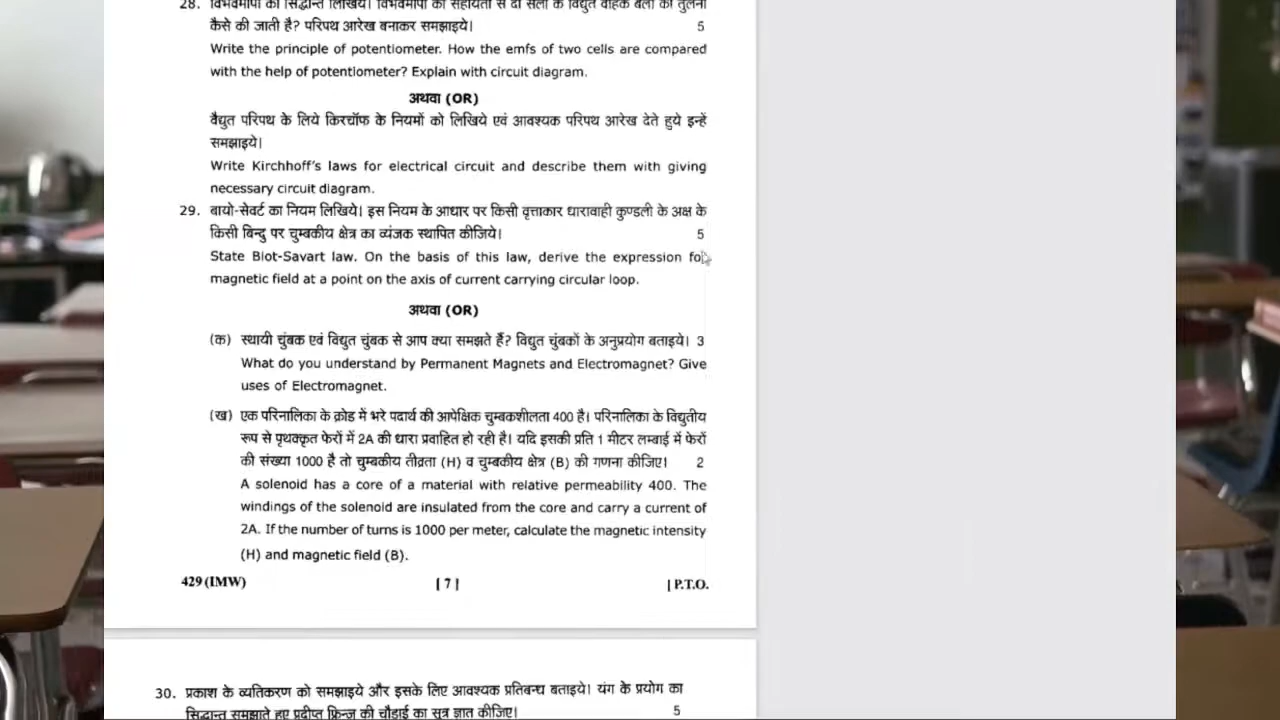 28. विभवमापी का सिद्धान्त लिखिये। विभवमापी की सहायता से दो सेलों के विद्युत वाहक बलों की तुलना
कैसे की जाती है? परिपथ आरेख बनाकर समझाइये। 5
Write the principle of potentiometer. How the emfs of two cells are compared
with the help of potentiometer? Explain with circuit diagram.
अथवा (OR)
वैद्युत परिपथ के लिये किरचॉफ के नियमों को लिखिये एवं आवश्यक परिपथ आरेख देते हुये इन्हें
समझाइये।
Write Kirchhoff's laws for electrical circuit and describe them with giving
necessary circuit diagram.
29. बायो-सेवर्ट का नियम लिखिये। इस नियम के आधार पर किसी वृत्ताकार धारावाही कुण्डली के अक्ष के
किसी बिन्दु पर चुम्बकीय क्षेत्र का व्यंजक स्थापित कीजिये। 5
State Biot-Savart law. On the basis of this law, derive the expression for
magnetic field at a point on the axis of current carrying circular loop.
अथवा (OR)
(क) स्थायी चुंबक एवं विद्युत चुंबक से आप क्या समझते हैं? विद्युत चुंबकों के अनुप्रयोग बताइये। 3
What do you understand by Permanent Magnets and Electromagnet? Give
uses of Electromagnet.
(ख) एक परिनालिका के क्रोड में भरे पदार्थ की आपेक्षिक चुम्बकशीलता 400 है। परिनालिका के विद्युतीय
रूप से पृथक्कृत फेरों में 2A की धारा प्रवाहित हो रही है। यदि इसकी प्रति 1 मीटर लम्बाई में फेरों
की संख्या 1000 है तो चुम्बकीय तीव्रता (H) व चुम्बकीय क्षेत्र (B) की गणना कीजिए। 2
A solenoid has a core of a material with relative permeability 400. The
windings of the solenoid are insulated from the core and carry a current of
2A. If the number of turns is 1000 per meter, calculate the magnetic intensity
(H) and magnetic field (B).
429(IMW) [ 7 ] [ P.T.O.
30. प्रकाश के व्यतिकरण को समझाइये और इसके लिए आवश्यक प्रतिबन्ध बताइये। यंग के प्रयोग का
सिद्धान्त समझाते हुए प्रदीप्त फ्रिन्ज की चौड़ाई का सूत्र ज्ञात कीजिए। 5